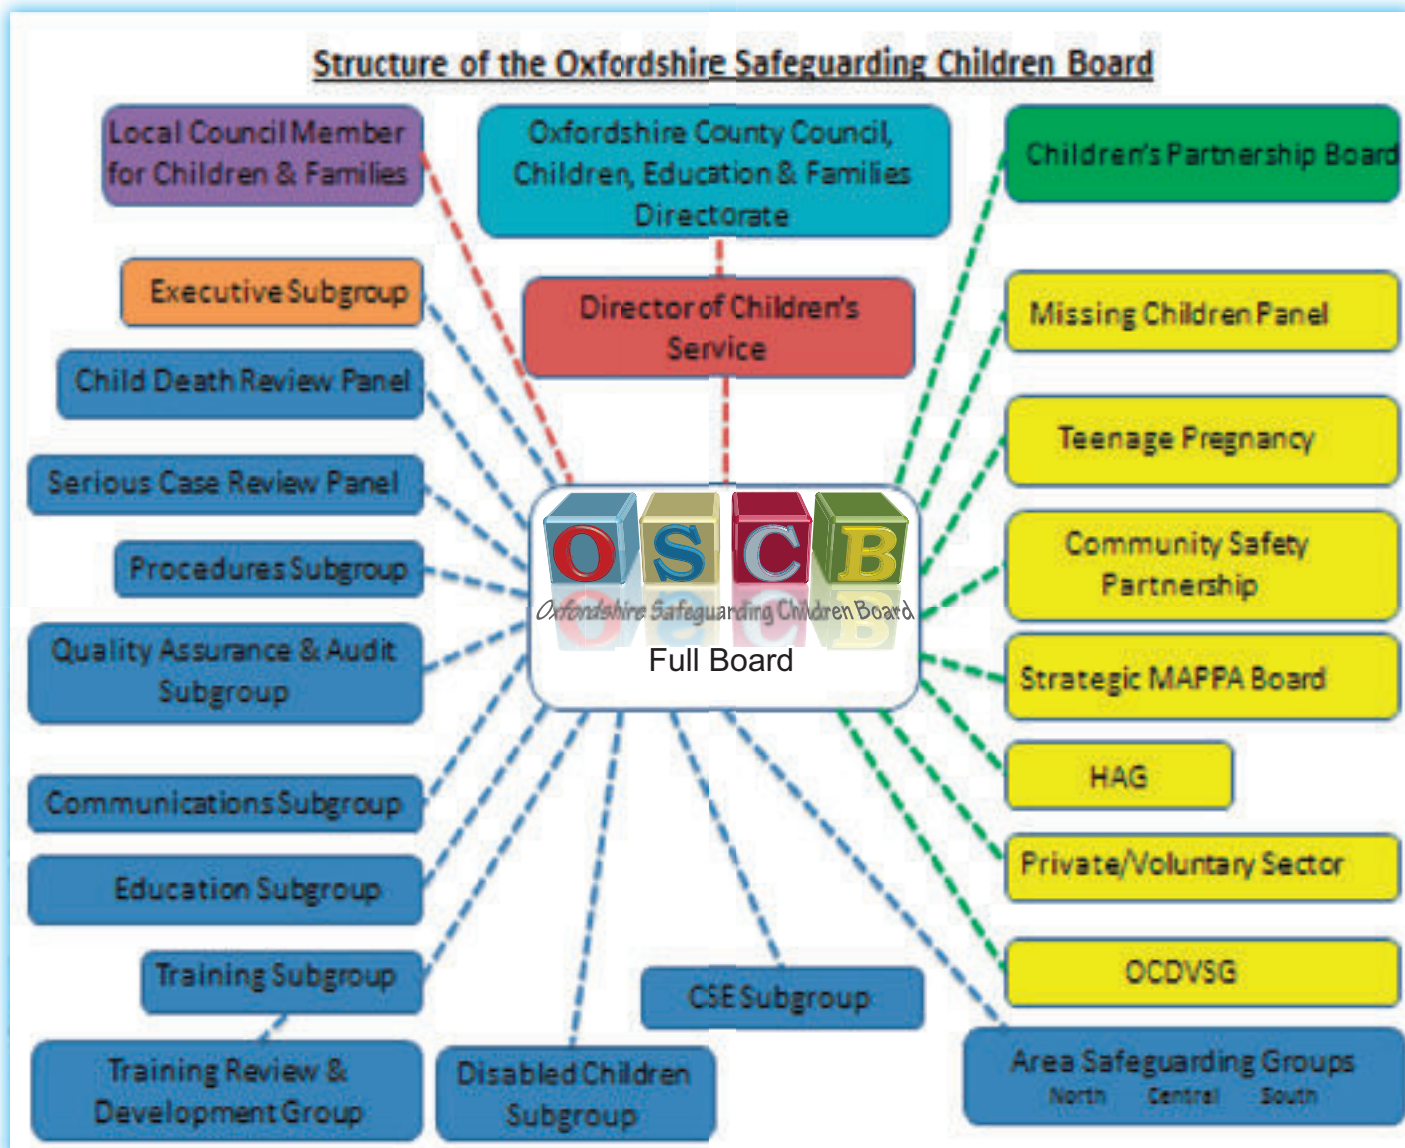 Structure of the Oxfordshire Safeguarding Children Board
Local Council Member
for Children & Families
Oxfordshire County Council,
Children, Education & Families
Directorate
Children's Partnership Board
Executive Subgroup
Director of Children's
Service
Missing Children Panel
Child Death Review Panel
Teenage Pregnancy
Serious Case Review Panel
O S C B
Oxfordshire Safeguarding Children Board
Full Board
Community Safety
Partnership
Procedures Subgroup
Quality Assurance & Audit
Subgroup
Strategic MAPPA Board
HAG
Communications Subgroup
Private/Voluntary Sector
Education Subgroup
OCDVSG
Training Subgroup
CSE Subgroup
Training Review &
Development Group
Disabled Children
Subgroup
Area Safeguarding Groups
North Central South